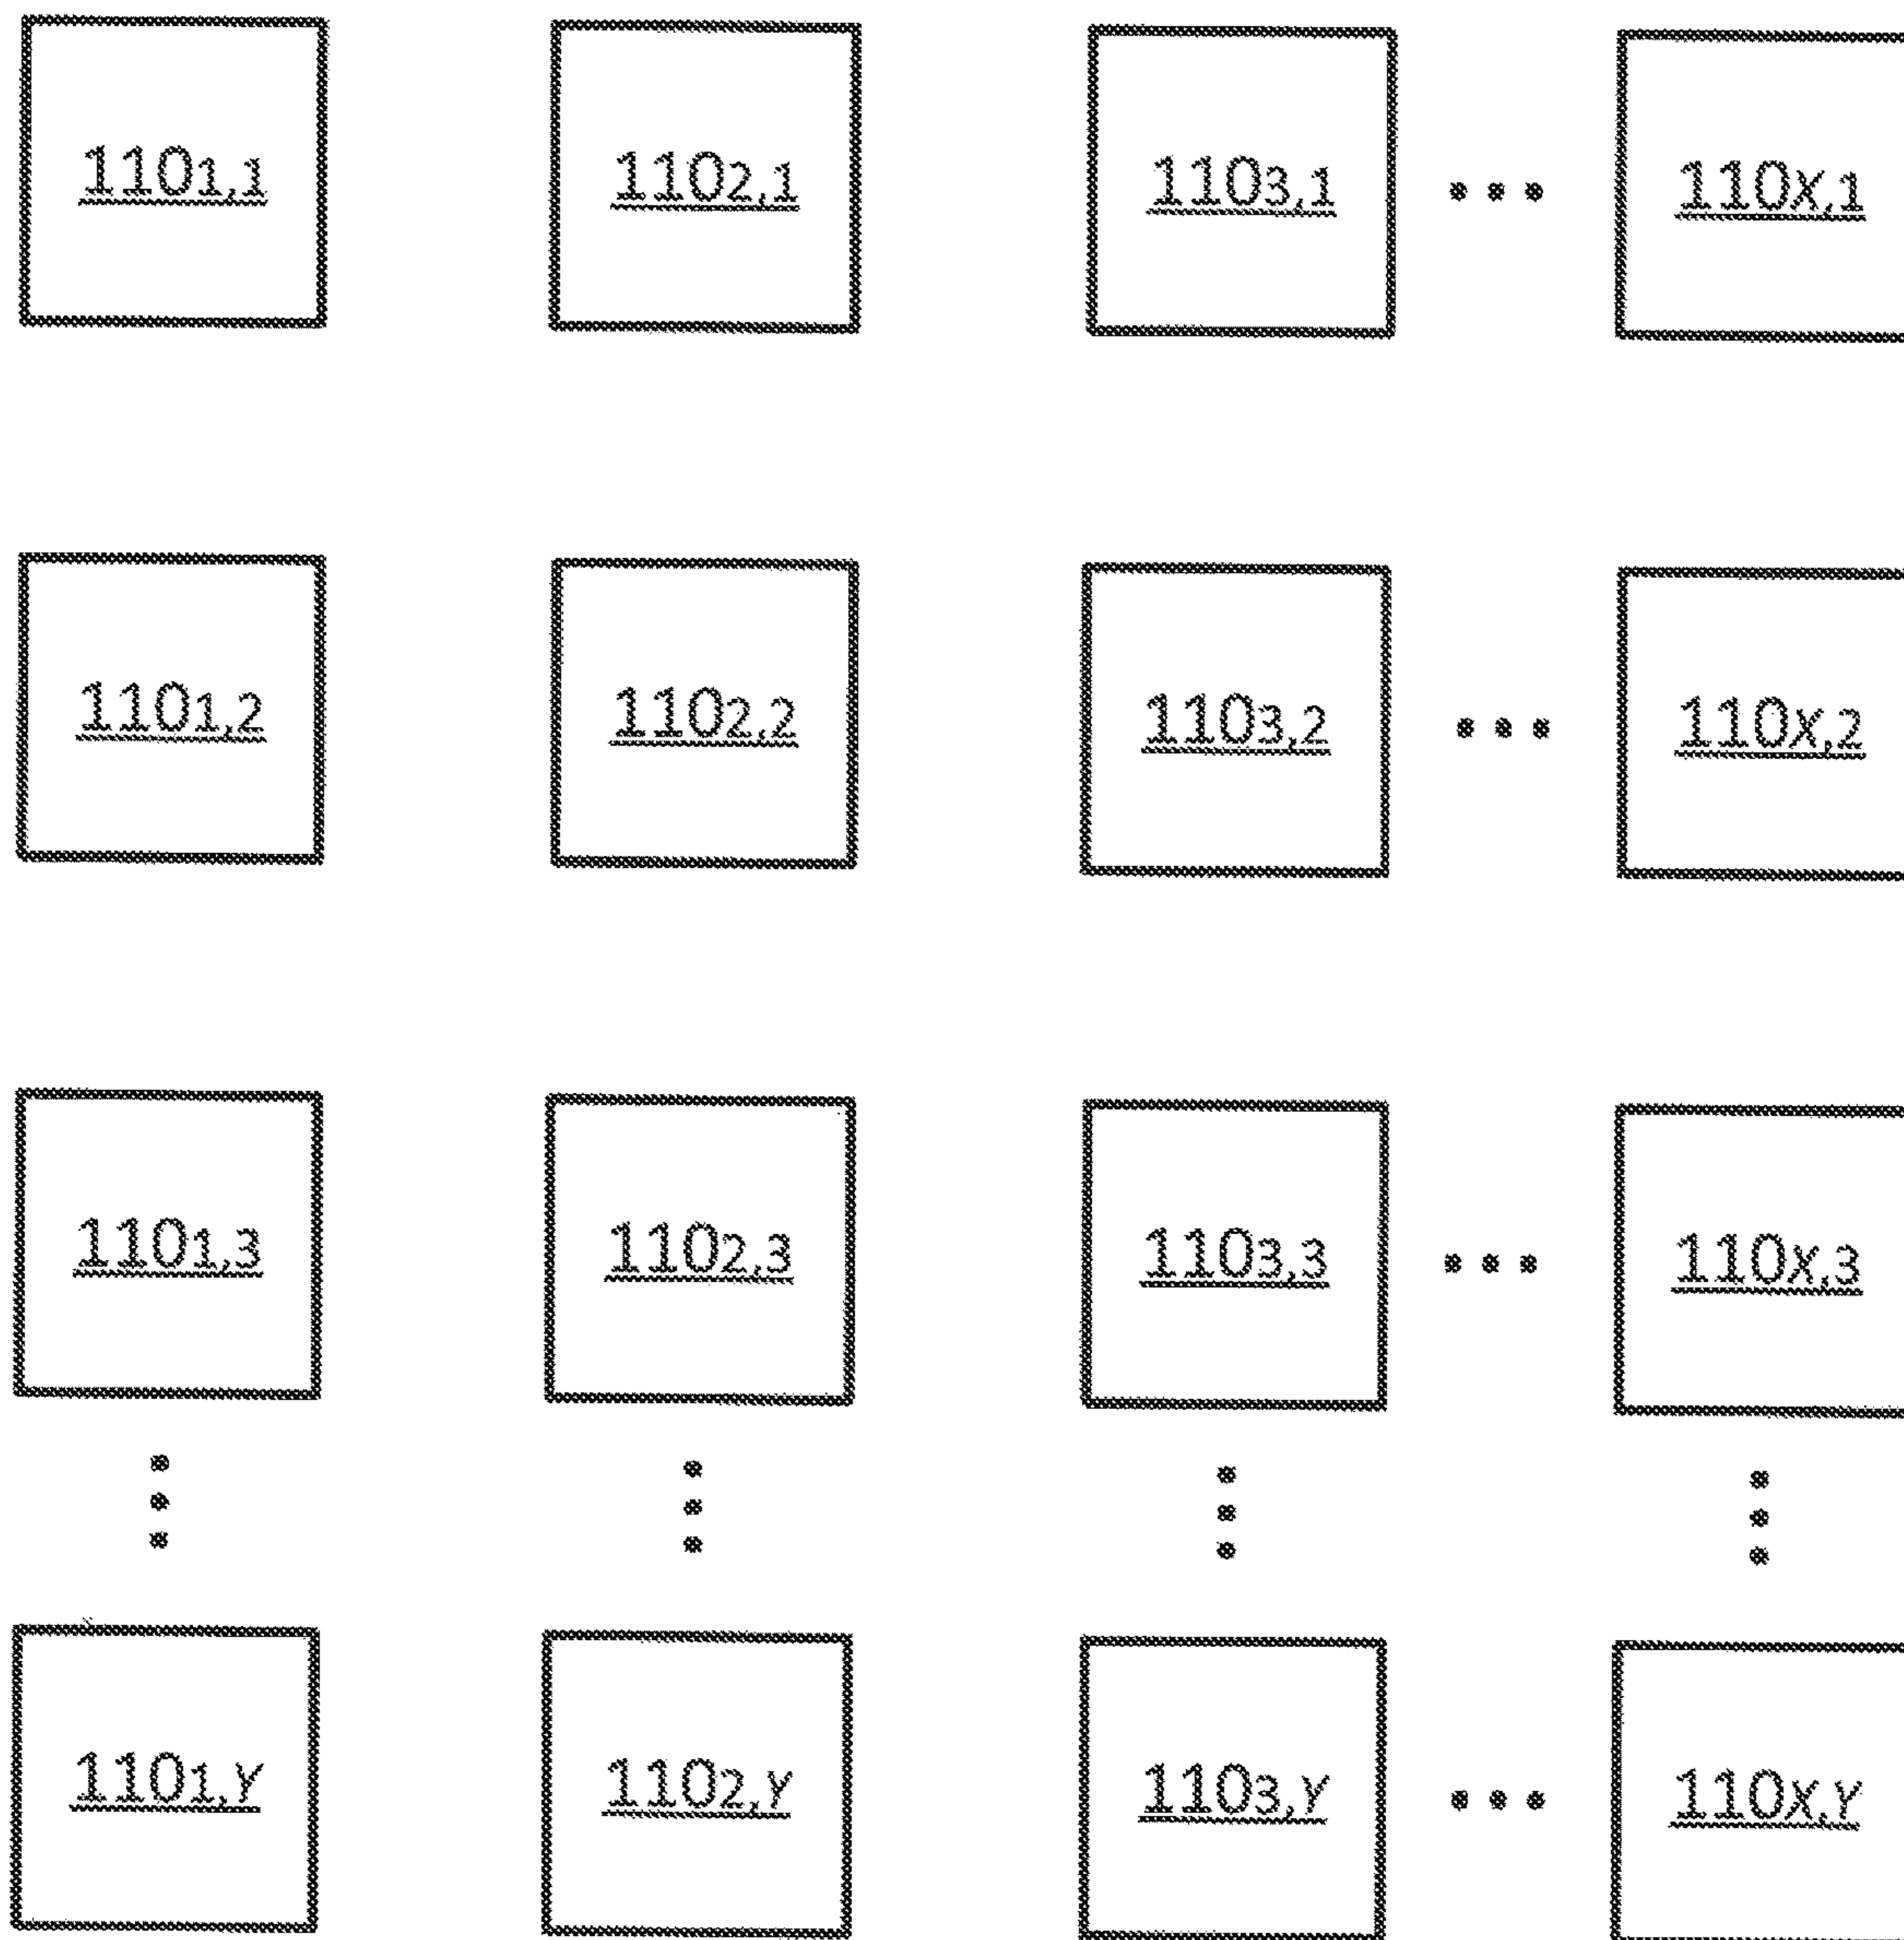 110₁,₁ 110₂,₁ 110₃,₁ ••• 110X,₁
110₁,₂ 110₂,₂ 110₃,₂ ••• 110X,₂
110₁,₃ 110₂,₃ 110₃,₃ ••• 110X,₃
110₁,Y 110₂,Y 110₃,Y ••• 110X,Y